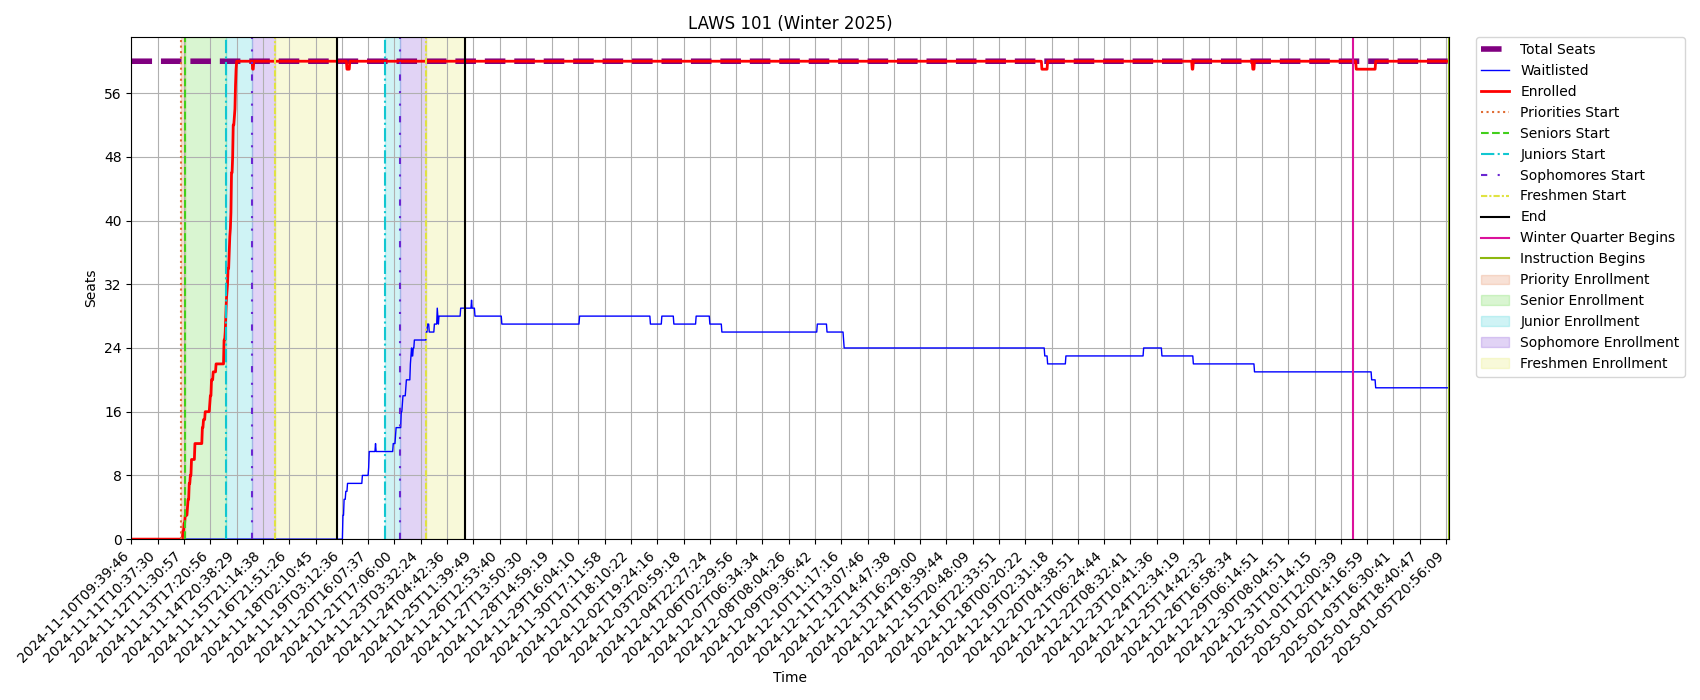 LAWS 101 (Winter 2025)
Seats
56
48
40
32
24
16
8
0
2024-11-10T09:39:46
2024-11-11T10:37:30
2024-11-12T11:30:57
2024-11-13T17:20:56
2024-11-14T20:38:29
2024-11-15T21:14:38
2024-11-16T21:51:26
2024-11-18T02:10:45
2024-11-19T03:12:36
2024-11-20T16:07:37
2024-11-21T17:06:00
2024-11-23T03:32:24
2024-11-24T04:42:36
2024-11-25T11:39:49
2024-11-26T12:53:40
2024-11-27T13:50:30
2024-11-28T14:59:19
2024-11-29T16:04:10
2024-11-30T17:11:58
2024-12-01T18:10:22
2024-12-02T19:24:16
2024-12-03T20:59:18
2024-12-04T22:27:24
2024-12-06T02:29:56
2024-12-07T06:34:34
2024-12-08T08:04:26
2024-12-09T09:36:42
2024-12-10T11:17:16
2024-12-11T13:07:46
2024-12-12T14:47:38
2024-12-13T16:29:00
2024-12-14T18:39:44
2024-12-15T20:48:09
2024-12-16T22:33:51
2024-12-18T00:20:22
2024-12-19T02:31:18
2024-12-20T04:38:51
2024-12-21T06:24:44
2024-12-22T08:32:41
2024-12-23T10:41:36
2024-12-24T12:34:19
2024-12-25T14:42:32
2024-12-26T16:58:34
2024-12-29T06:14:51
2024-12-30T08:04:51
2024-12-31T10:14:15
2025-01-01T12:00:39
2025-01-02T14:16:59
2025-01-03T16:30:41
2025-01-04T18:40:47
2025-01-05T20:56:09
Time
Total Seats
Waitlisted
Enrolled
Priorities Start
Seniors Start
Juniors Start
Sophomores Start
Freshmen Start
End
Winter Quarter Begins
Instruction Begins
Priority Enrollment
Senior Enrollment
Junior Enrollment
Sophomore Enrollment
Freshmen Enrollment